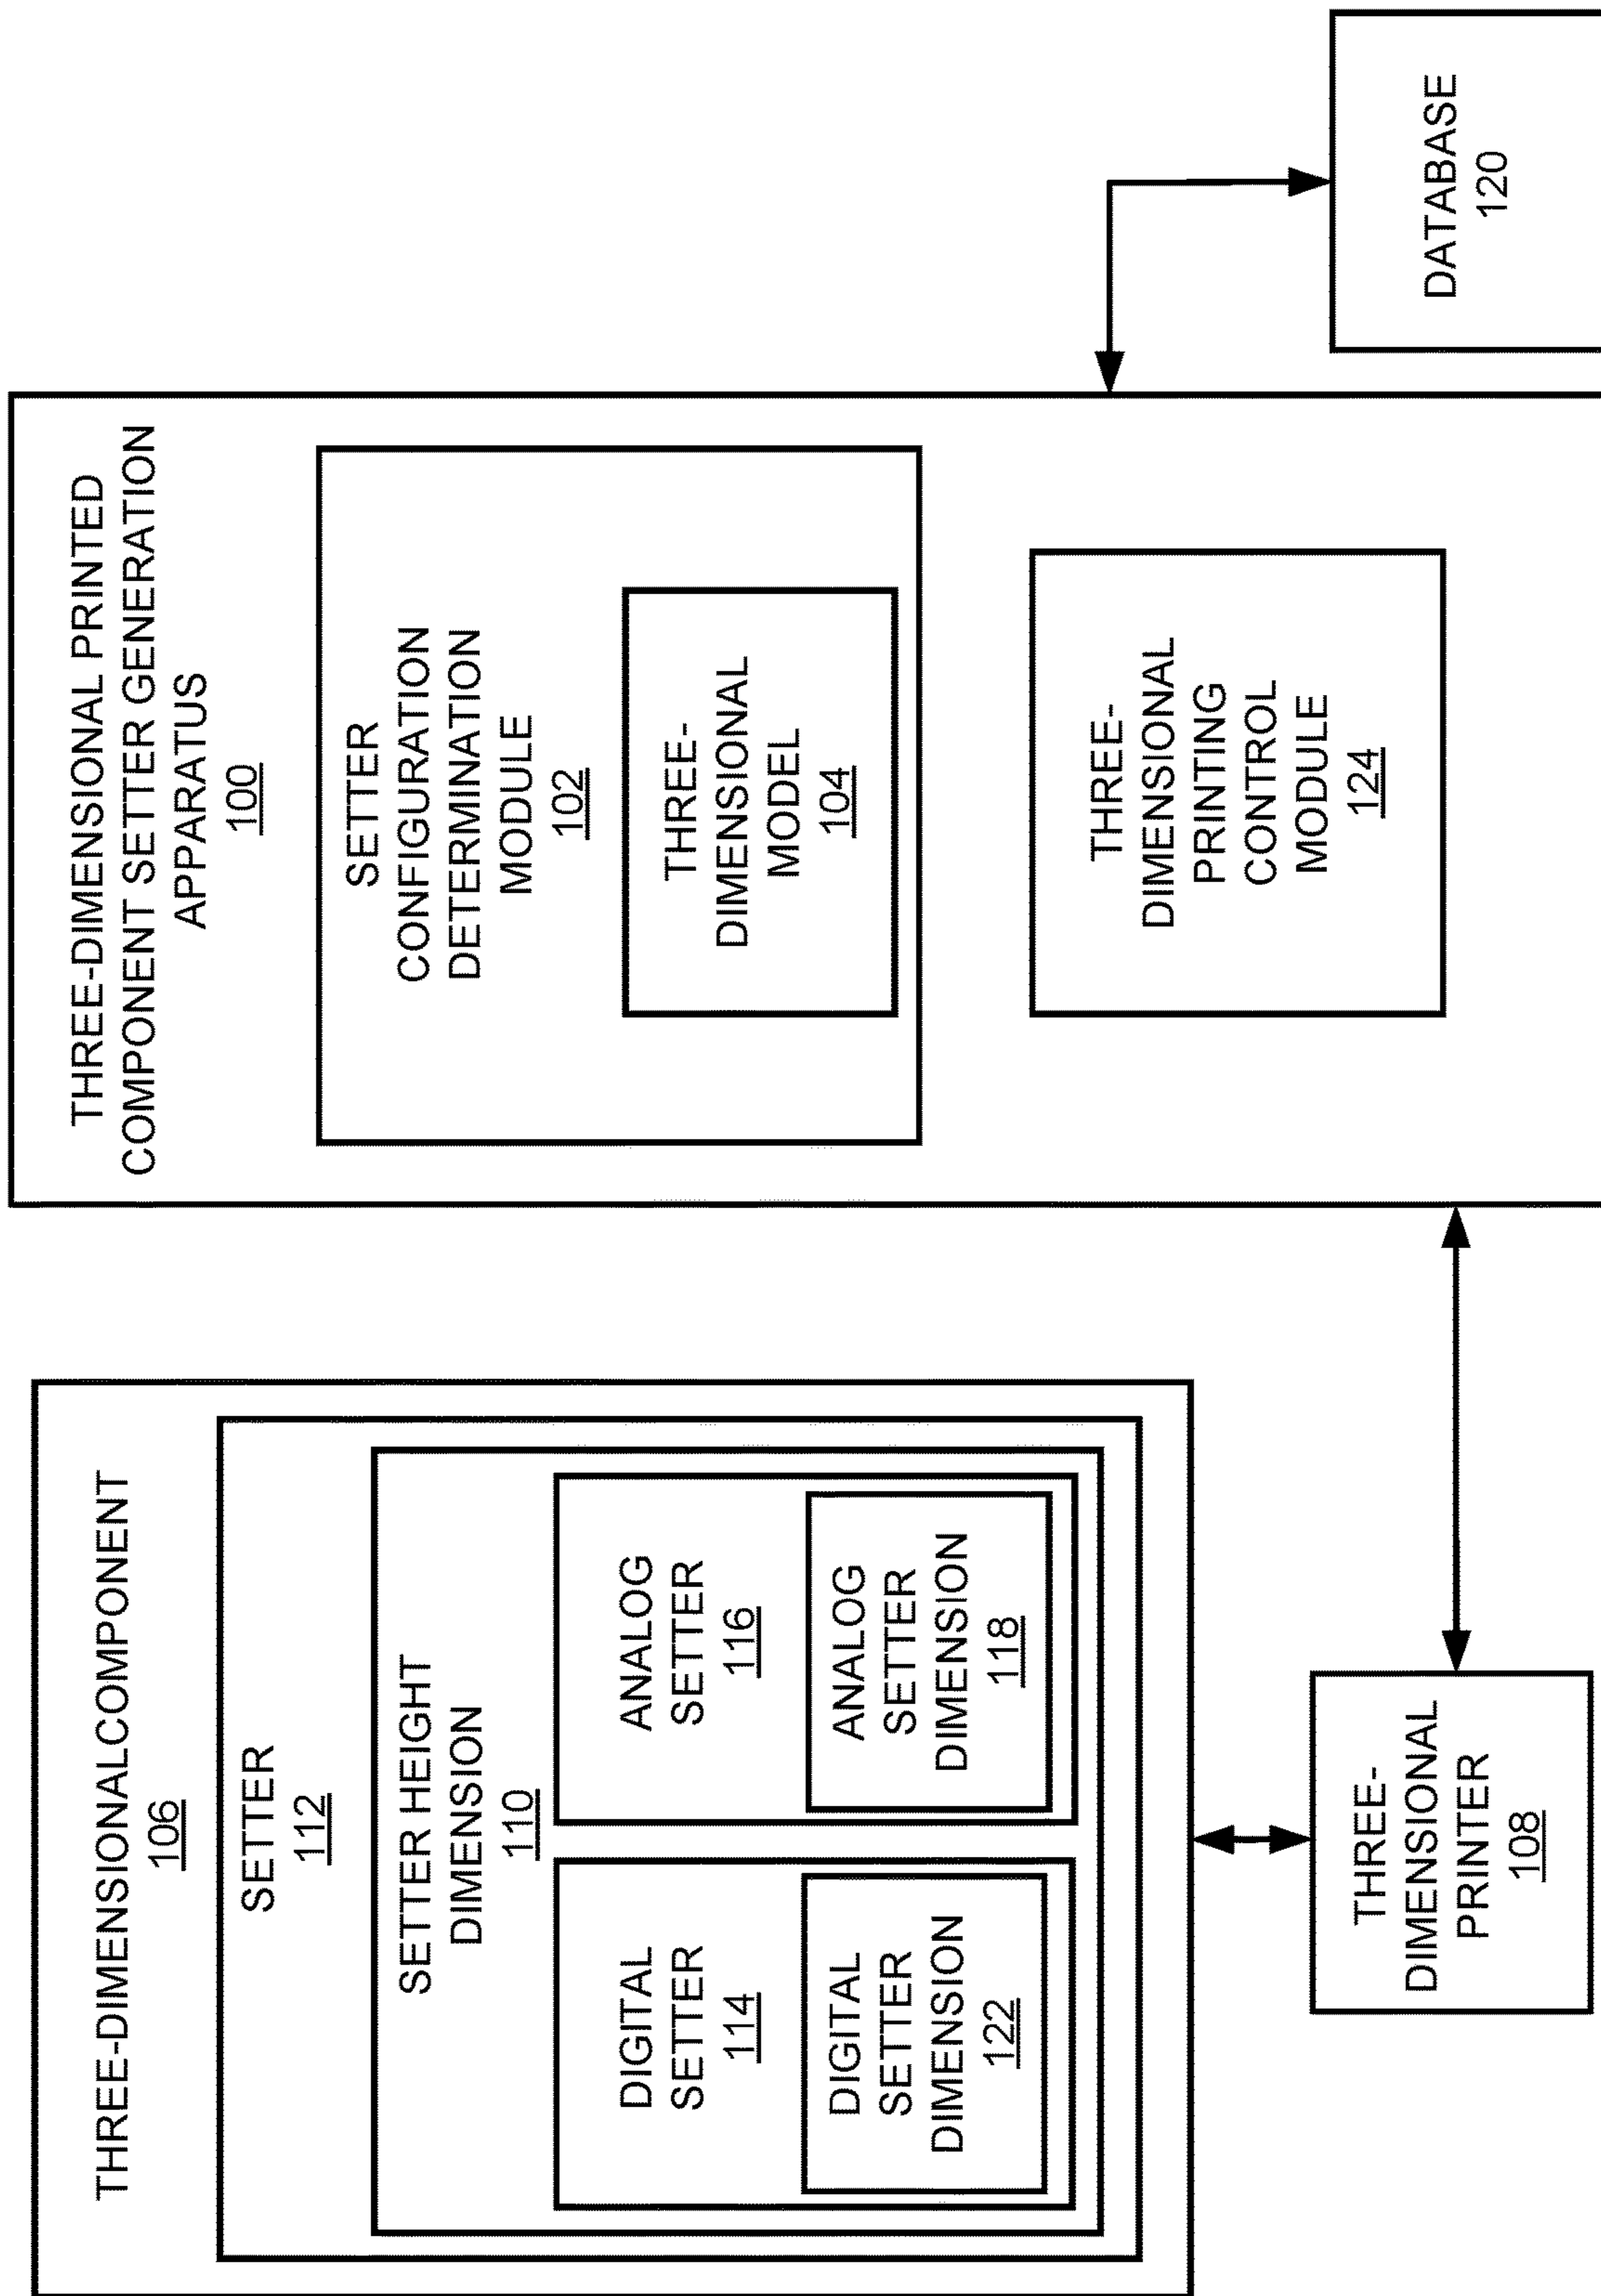 THREE-DIMENSIONALCOMPONENT
106
SETTER
112
SETTER HEIGHT
DIMENSION
110
DIGITAL
SETTER
114
DIGITAL
SETTER
DIMENSION
122
ANALOG
SETTER
116
ANALOG
SETTER
DIMENSION
118
THREE-
DIMENSIONAL
PRINTER
108
THREE-DIMENSIONAL PRINTED
COMPONENT SETTER GENERATION
APPARATUS
100
SETTER
CONFIGURATION
DETERMINATION
MODULE
102
THREE-
DIMENSIONAL
MODEL
104
THREE-
DIMENSIONAL
PRINTING
CONTROL
MODULE
124
DATABASE
120